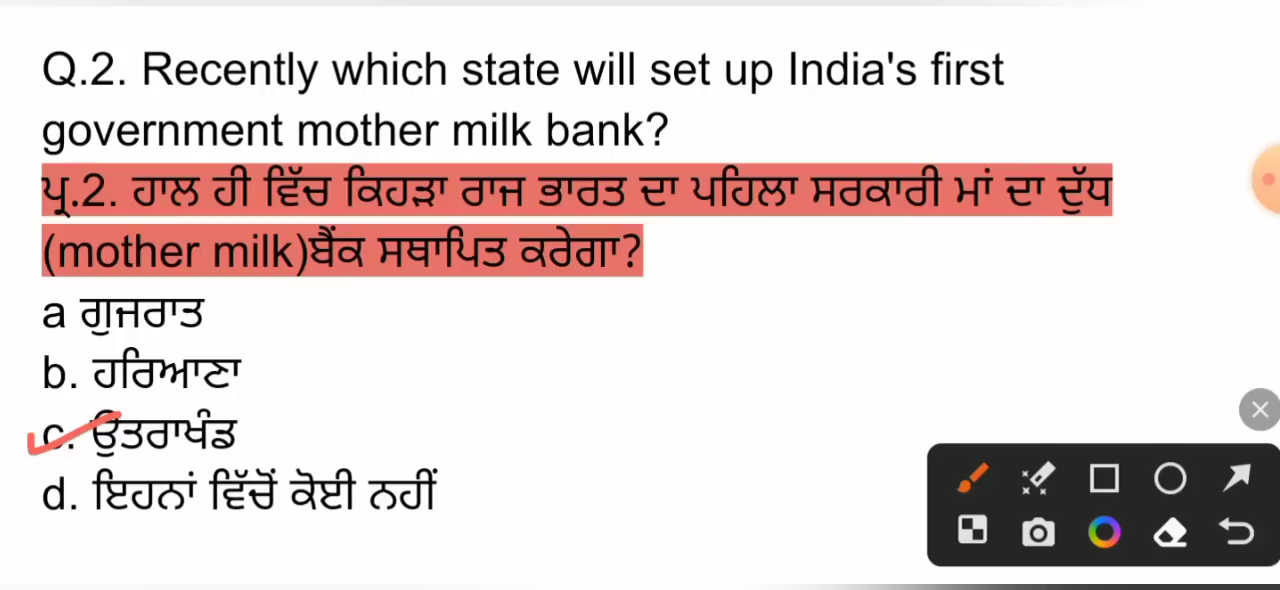 Q.2. Recently which state will set up India's first
government mother milk bank?
ਪ੍ਰ.2. ਹਾਲ ਹੀ ਵਿੱਚ ਕਿਹੜਾ ਰਾਜ ਭਾਰਤ ਦਾ ਪਹਿਲਾ ਸਰਕਾਰੀ ਮਾਂ ਦਾ ਦੁੱਧ
(mother milk)ਬੈਂਕ ਸਥਾਪਿਤ ਕਰੇਗਾ?
a ਗੁਜਰਾਤ
b. ਹਰਿਆਣਾ
c. ਉਤਰਾਖੰਡ
d. ਇਹਨਾਂ ਵਿੱਚੋਂ ਕੋਈ ਨਹੀਂ